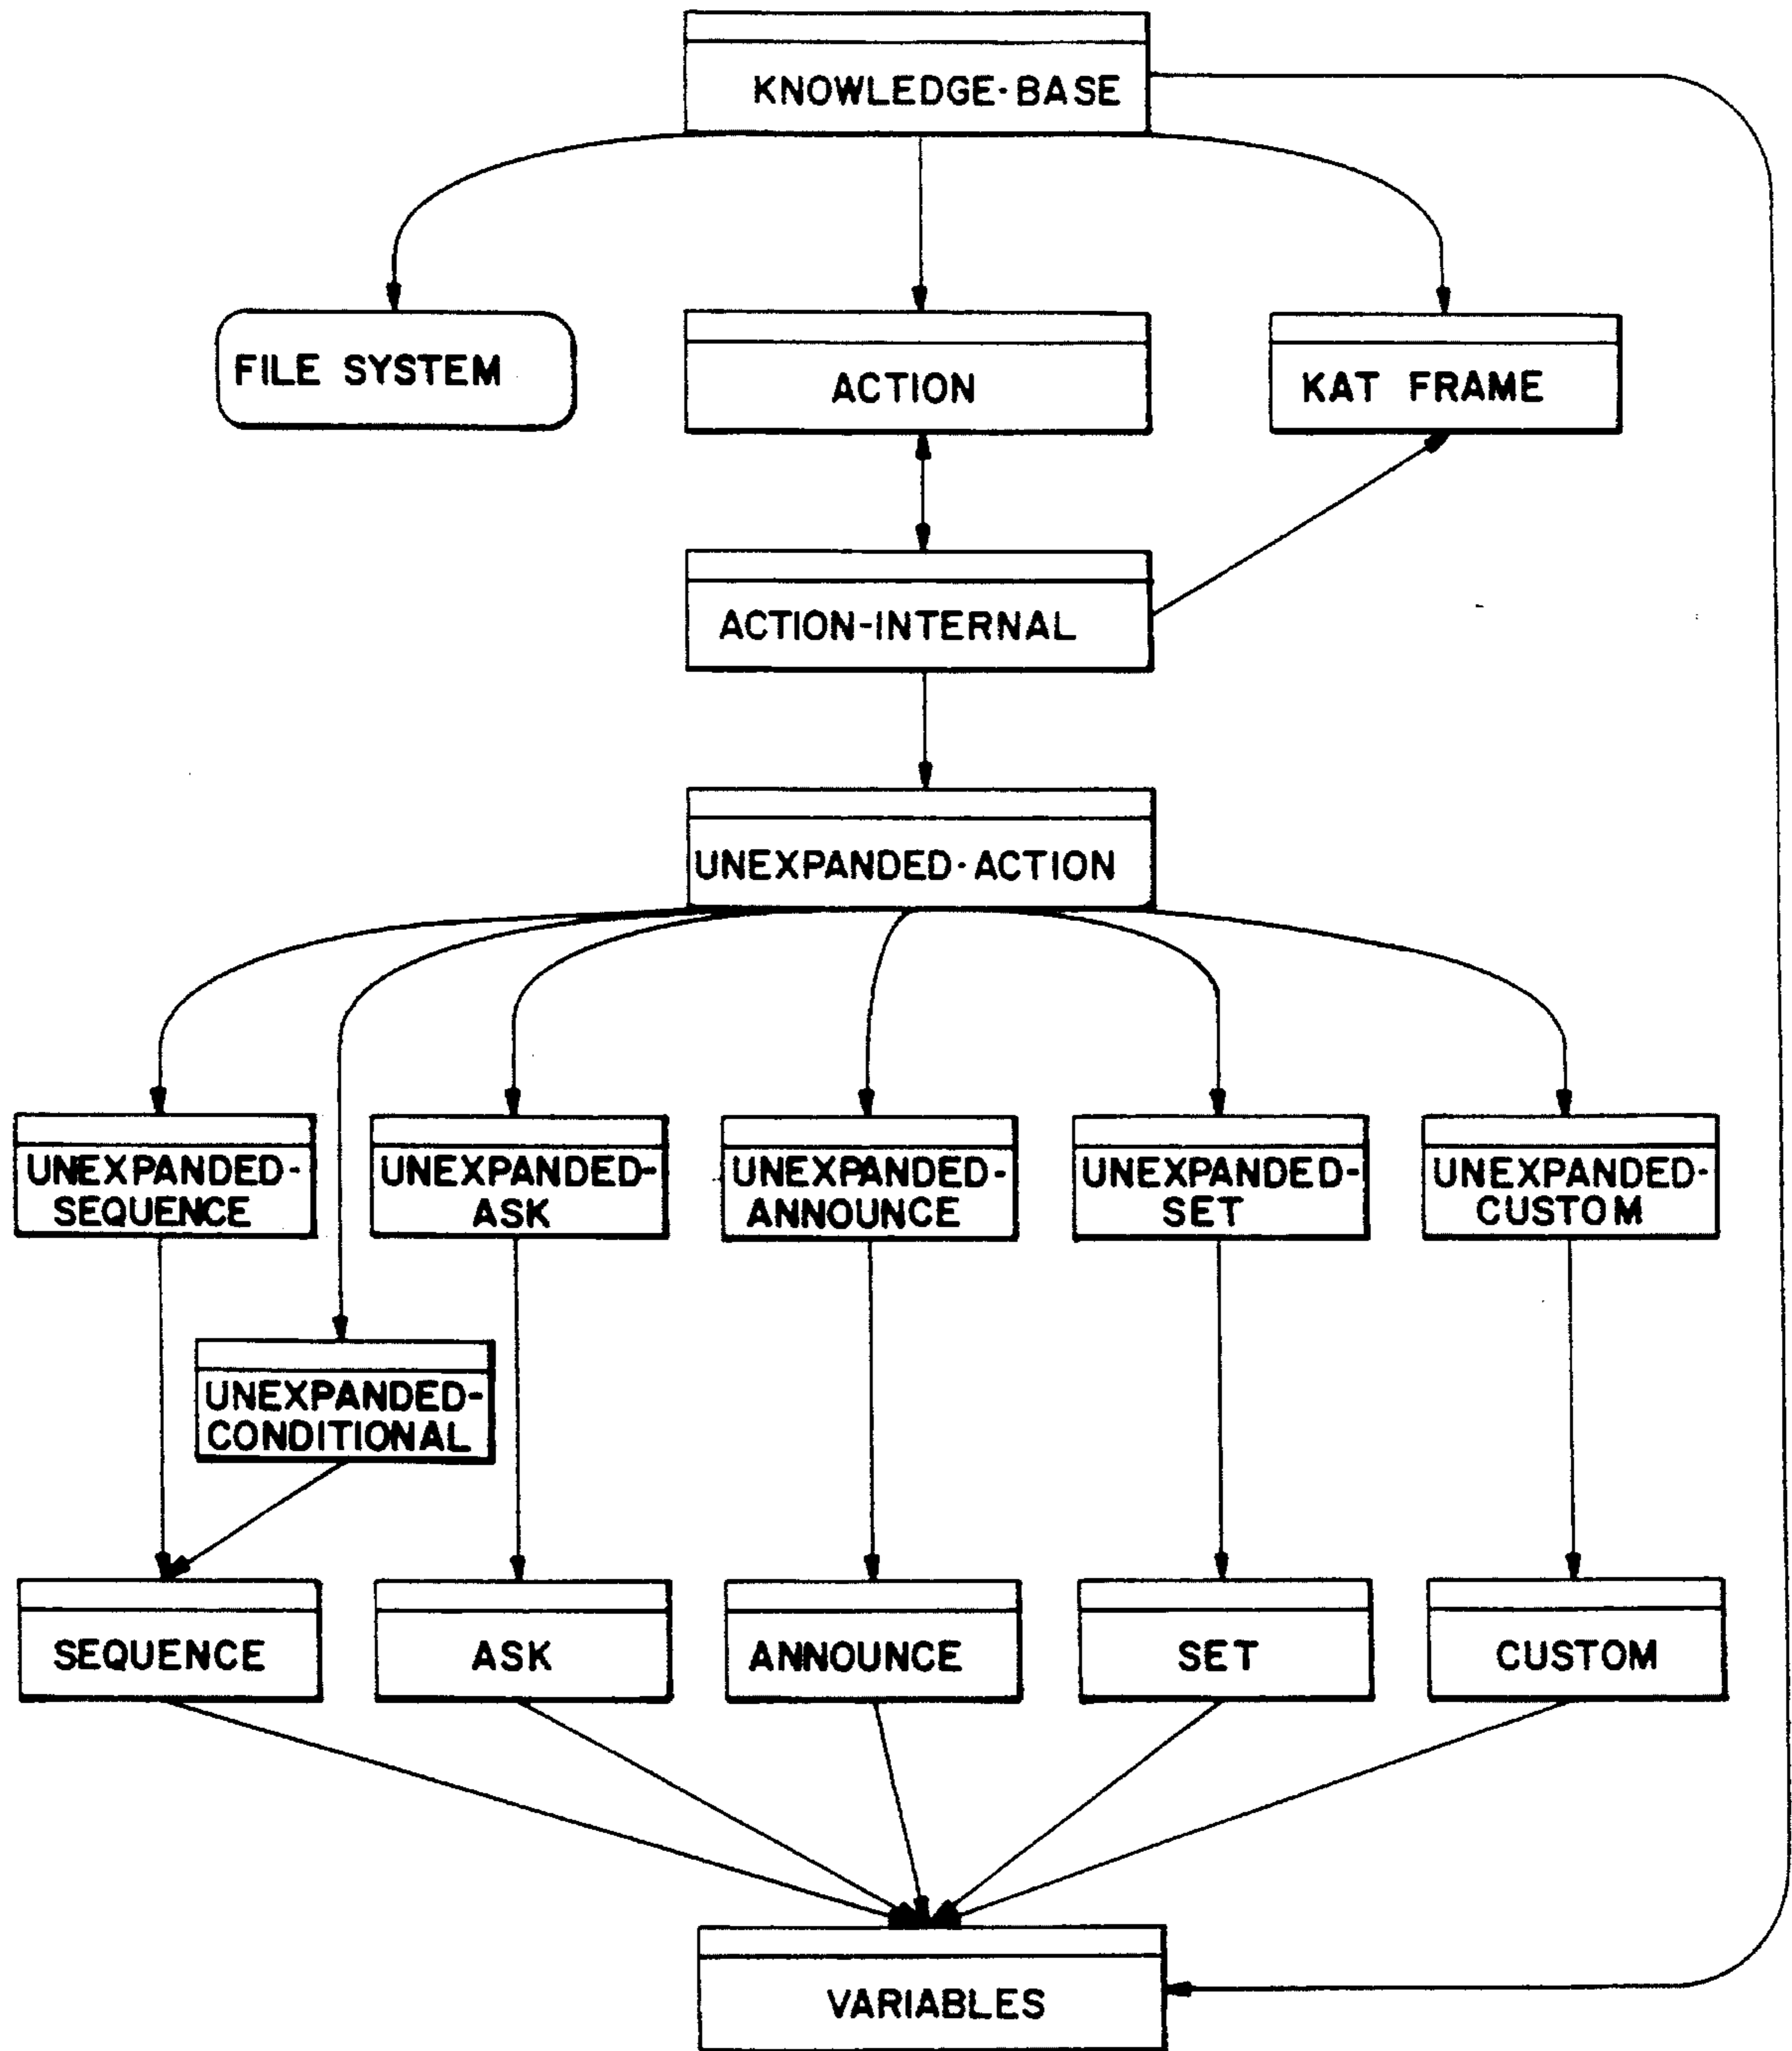 KNOWLEDGE-BASE
FILE SYSTEM
ACTION
KAT FRAME
ACTION-INTERNAL
UNEXPANDED-ACTION
UNEXPANDED-
SEQUENCE
UNEXPANDED-
ASK
UNEXPANDED-
ANNOUNCE
UNEXPANDED-
SET
UNEXPANDED-
CUSTOM
UNEXPANDED-
CONDITIONAL
SEQUENCE
ASK
ANNOUNCE
SET
CUSTOM
VARIABLES